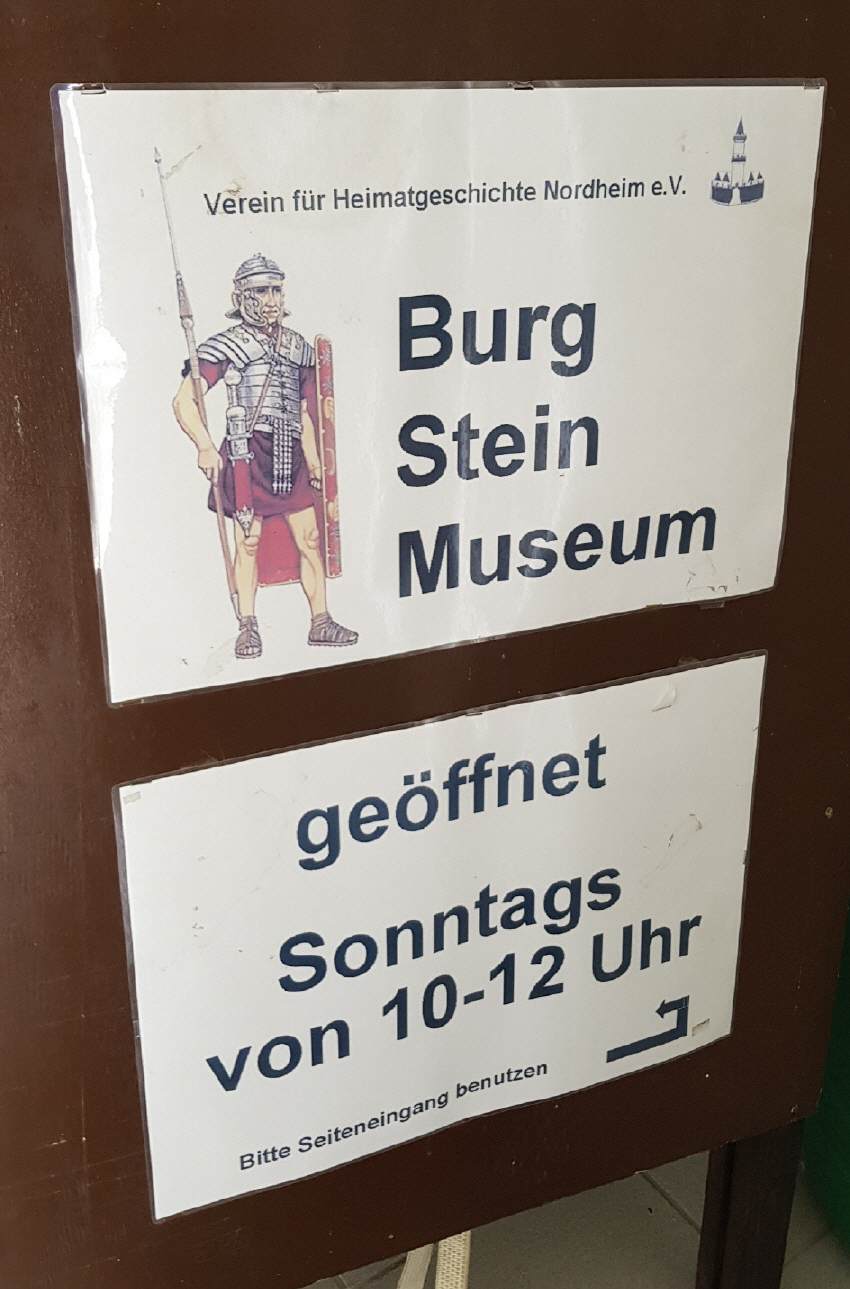 Verein für Heimatgeschichte Nordheim e.V.
Burg
Stein
Museum
geöffnet
Sonntags
von 10-12 Uhr
Bitte Seiteneingang benutzen